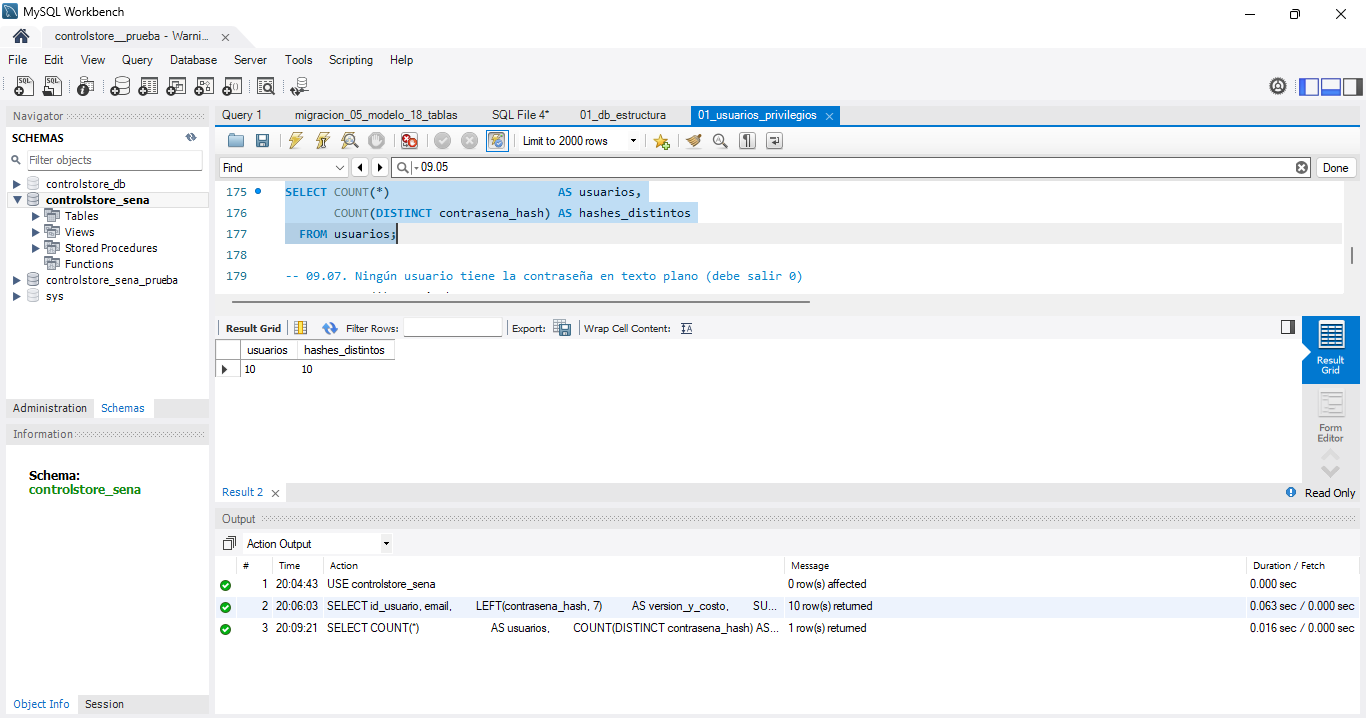 MySQL Workbench
controlstore__prueba - Warni...
File Edit View Query Database Server Tools Scripting Help
Navigator
SCHEMAS
Filter objects
controlstore_db
controlstore_sena
Tables
Views
Stored Procedures
Functions
controlstore_sena_prueba
sys
Administration Schemas
Information
Schema:
controlstore_sena
Object Info Session
Query 1 migracion_05_modelo_18_tablas SQL File 4* 01_db_estructura 01_usuarios_privilegios
Limit to 2000 rows
Find 09.05 Done
175 SELECT COUNT(*) AS usuarios,
176 COUNT(DISTINCT contrasena_hash) AS hashes_distintos
177 FROM usuarios;
178
179 -- 09.07. Ningún usuario tiene la contraseña en texto plano (debe salir 0)
Result Grid Filter Rows: Export: Wrap Cell Content:
usuarios hashes_distintos
10 10
Result Grid
Form Editor
Result 2 Read Only
Output
Action Output
# Time Action Message Duration / Fetch
1 20:04:43 USE controlstore_sena 0 row(s) affected 0.000 sec
2 20:06:03 SELECT id_usuario, email, LEFT(contrasena_hash, 7) AS version_y_costo, SU... 10 row(s) returned 0.063 sec / 0.000 sec
3 20:09:21 SELECT COUNT(*) AS usuarios, COUNT(DISTINCT contrasena_hash) AS... 1 row(s) returned 0.016 sec / 0.000 sec